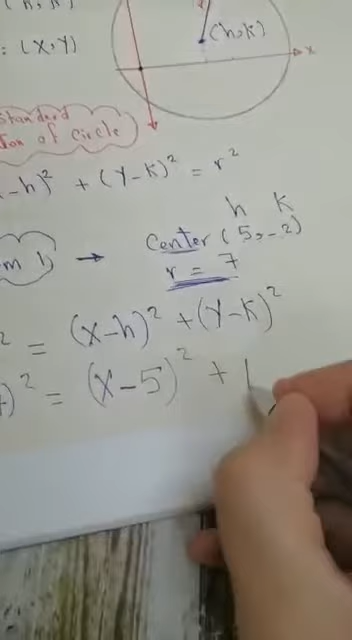 (h, k)
: (X, Y)
(h, k)
x
Standard
of circle
-h)² + (Y-k)² = r²
h k
Center (5, -2)
r = 7
² = (x-h)² + (Y-k)²
)² = (x-5)² +